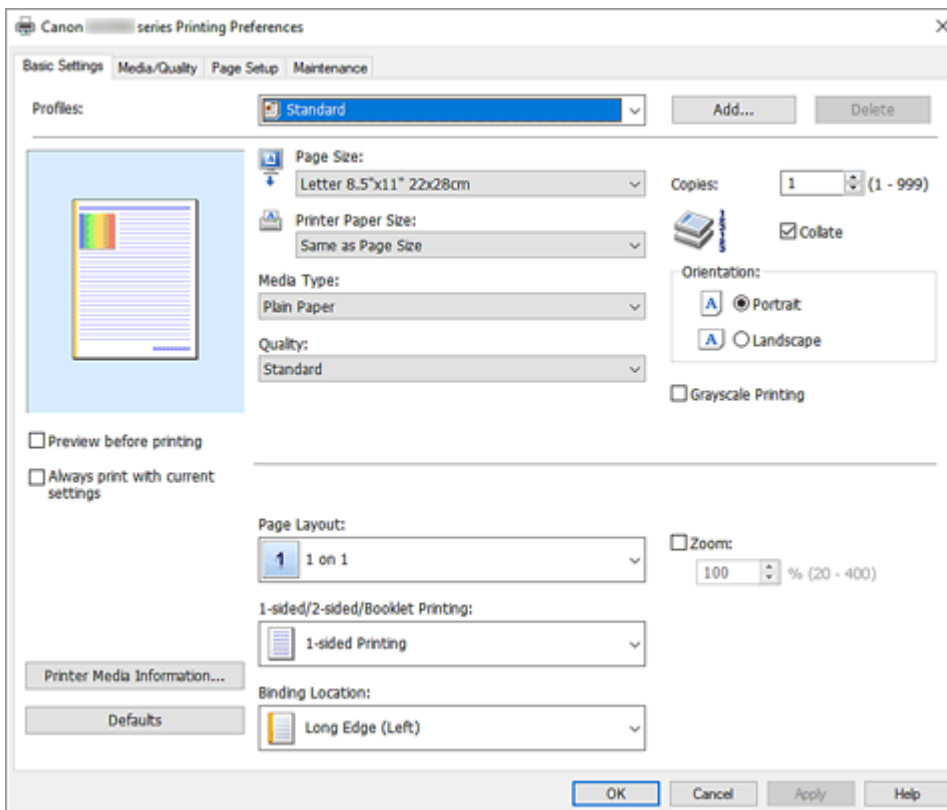 Canon series Printing Preferences
Basic Settings Media/Quality Page Setup Maintenance
Profiles: Standard Add... Delete
Page Size:
Letter 8.5"x11" 22x28cm
Copies: 1 (1 - 999)
Printer Paper Size:
Same as Page Size
Collate
Media Type:
Plain Paper
Orientation:
A Portrait
A Landscape
Quality:
Standard
Grayscale Printing
Preview before printing
Always print with current
settings
Page Layout:
1 1 on 1
Zoom:
100 % (20 - 400)
1-sided/2-sided/Booklet Printing:
1-sided Printing
Printer Media Information...
Defaults
Binding Location:
Long Edge (Left)
OK Cancel Apply Help